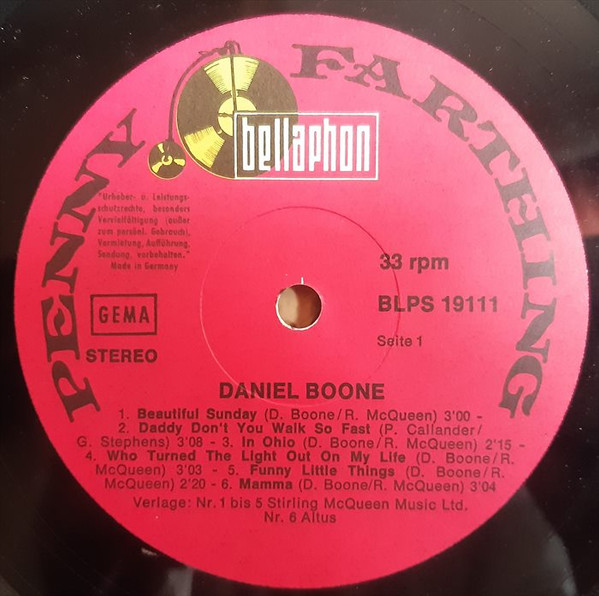 PENNY FARTHING
bellaphon
"Urheber- u. Leistungs-
schutzrechte, besonders
Vervielfältigung (außer
zum persönl. Gebrauch),
Vermietung, Aufführung,
Sendung, vorbehalten."
Made in Germany
33 rpm
BLPS 19111
Seite 1
GEMA
STEREO
DANIEL BOONE
1. Beautiful Sunday (D. Boone/R. McQueen) 3'00 -
2. Daddy Don't You Walk So Fast (P. Callander/
G. Stephens) 3'08 - 3. In Ohio (D. Boone/R. McQueen) 2'15 -
4. Who Turned The Light Out On My Life (D. Boone/R.
McQueen) 3'03 - 5. Funny Little Things (D. Boone/R.
McQueen) 2'20 - 6. Mamma (D. Boone/R. McQueen) 3'04
Verlage: Nr. 1 bis 5 Stirling McQueen Music Ltd.
Nr. 6 Altus